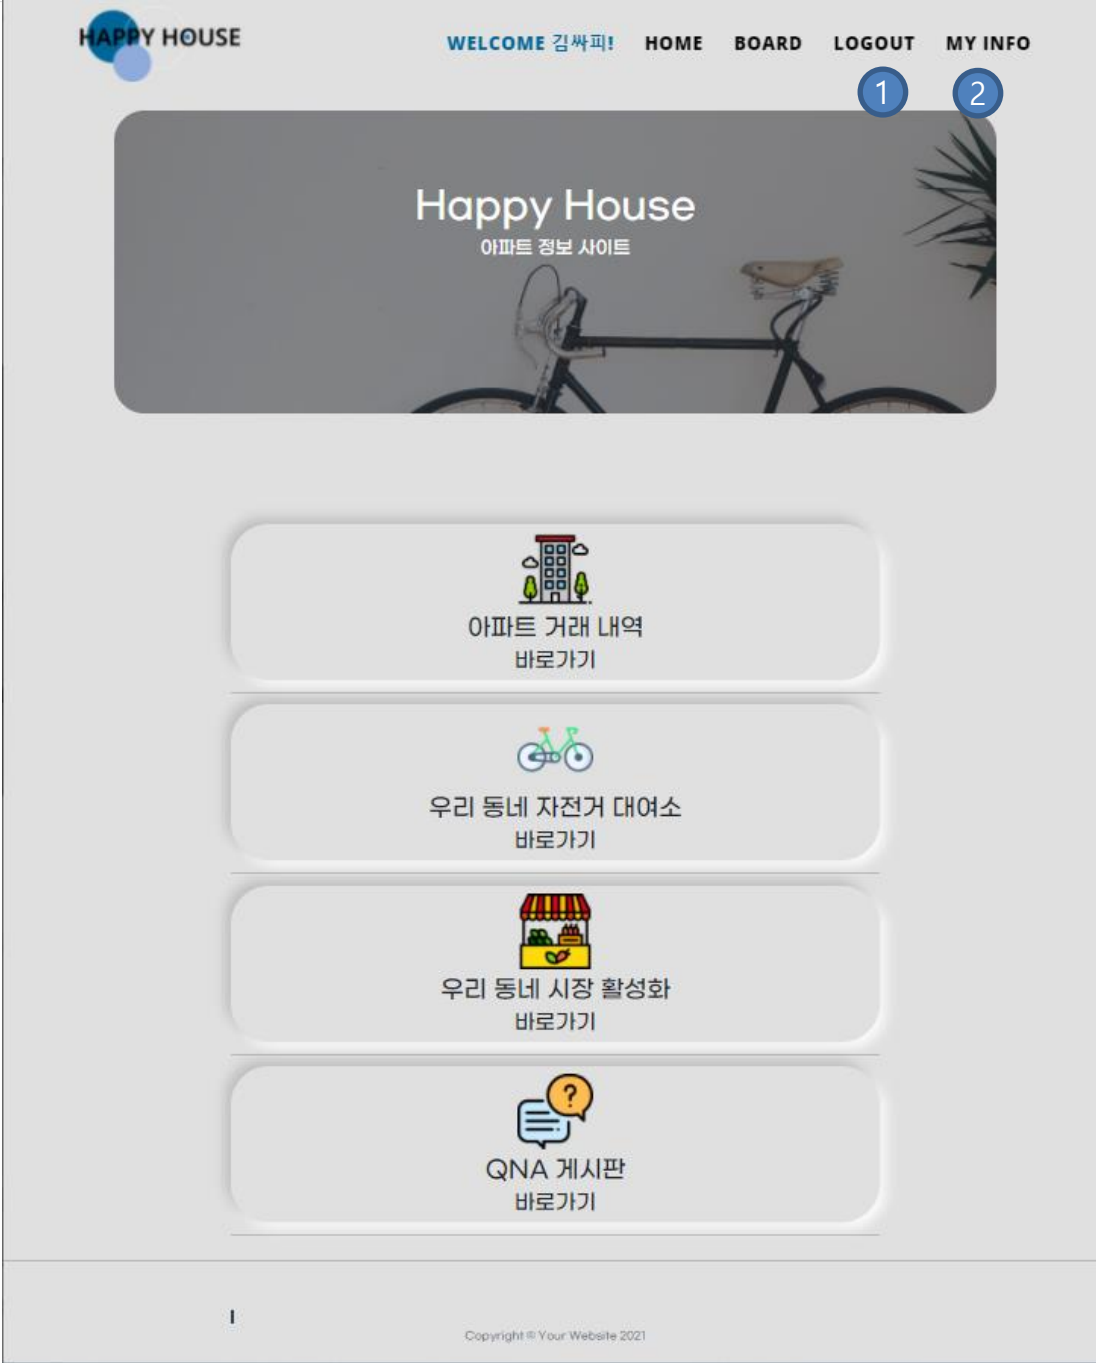 HAPPY HOUSE
WELCOME 김싸피! HOME BOARD LOGOUT MY INFO
1 2
Happy House
아파트 정보 사이트
아파트 거래 내역
바로가기
우리 동네 자전거 대여소
바로가기
우리 동네 시장 활성화
바로가기
?
QNA 게시판
바로가기
Copyright © Your Website 2021